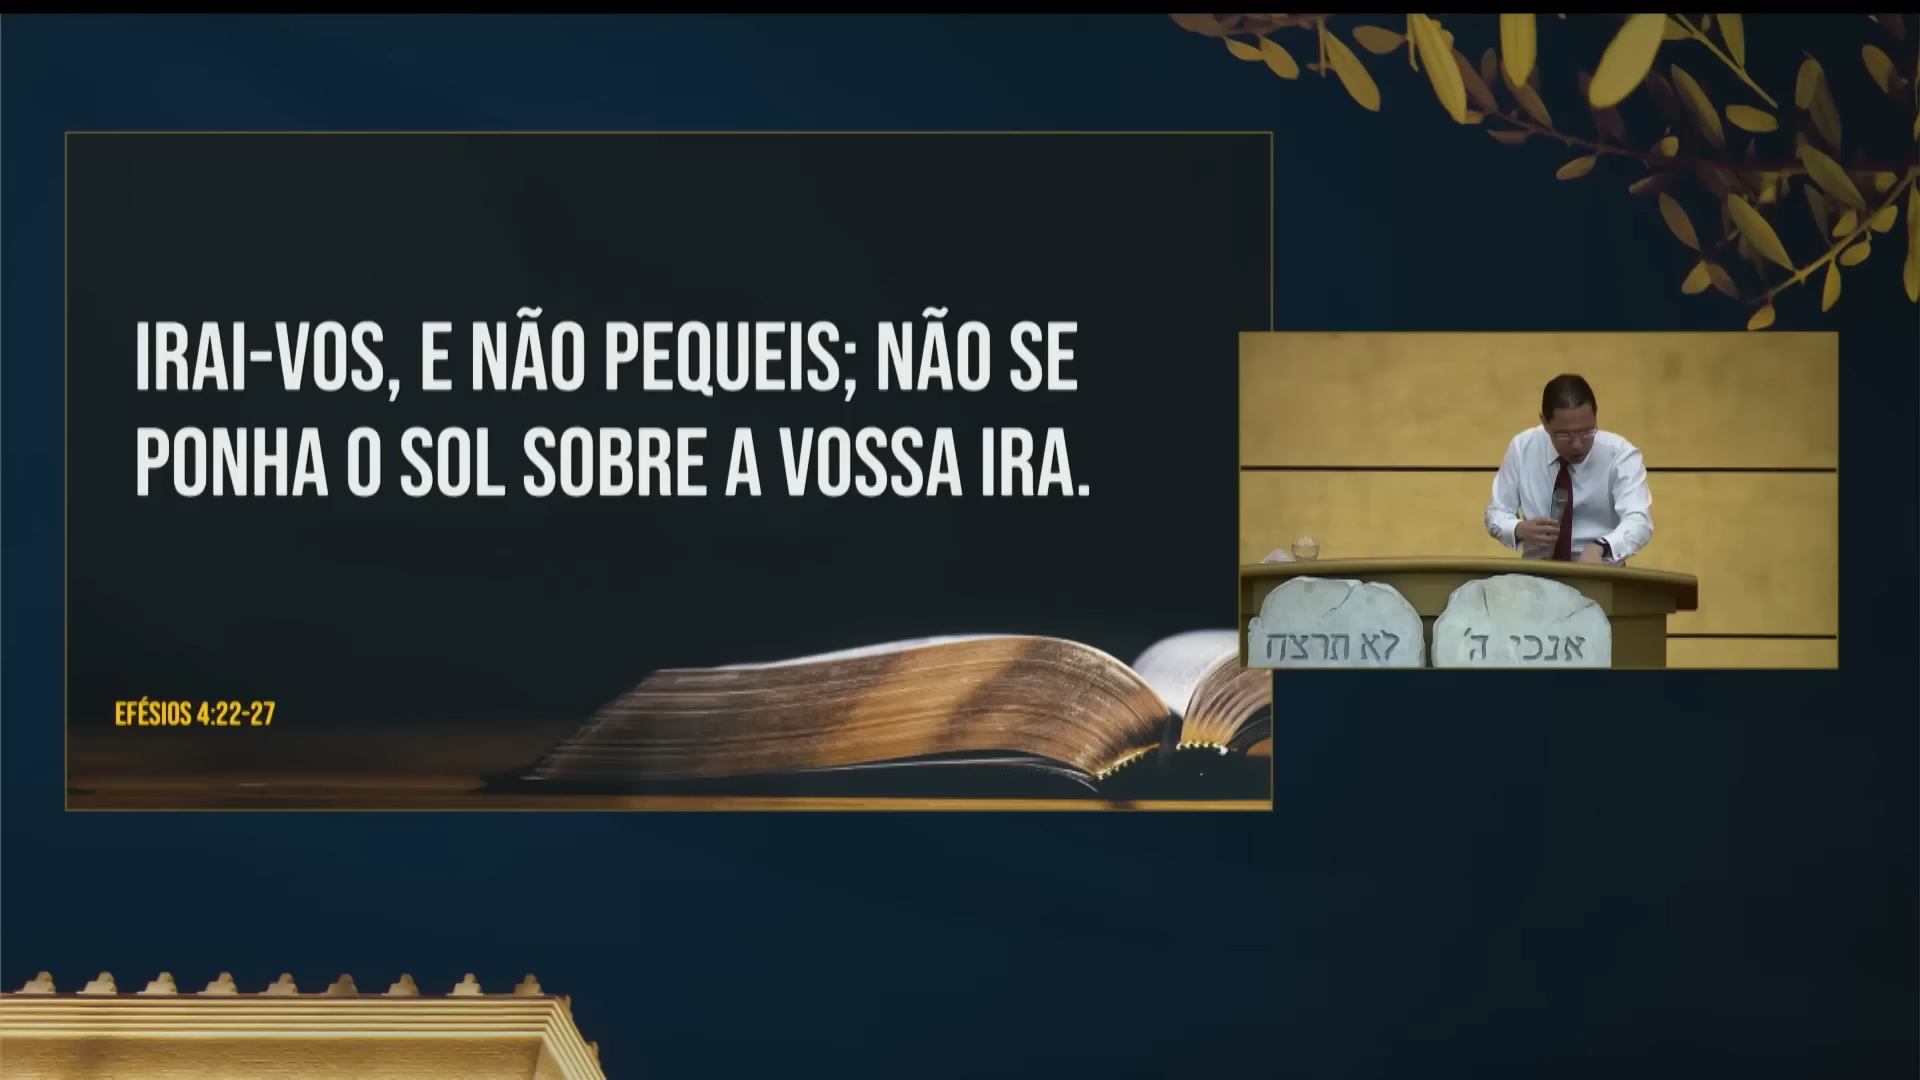 IRAI-VOS, E NÃO PEQUEIS; NÃO SE
PONHA O SOL SOBRE A VOSSA IRA.
EFÉSIOS 4:22-27
אנכי ה׳
לא תרצח